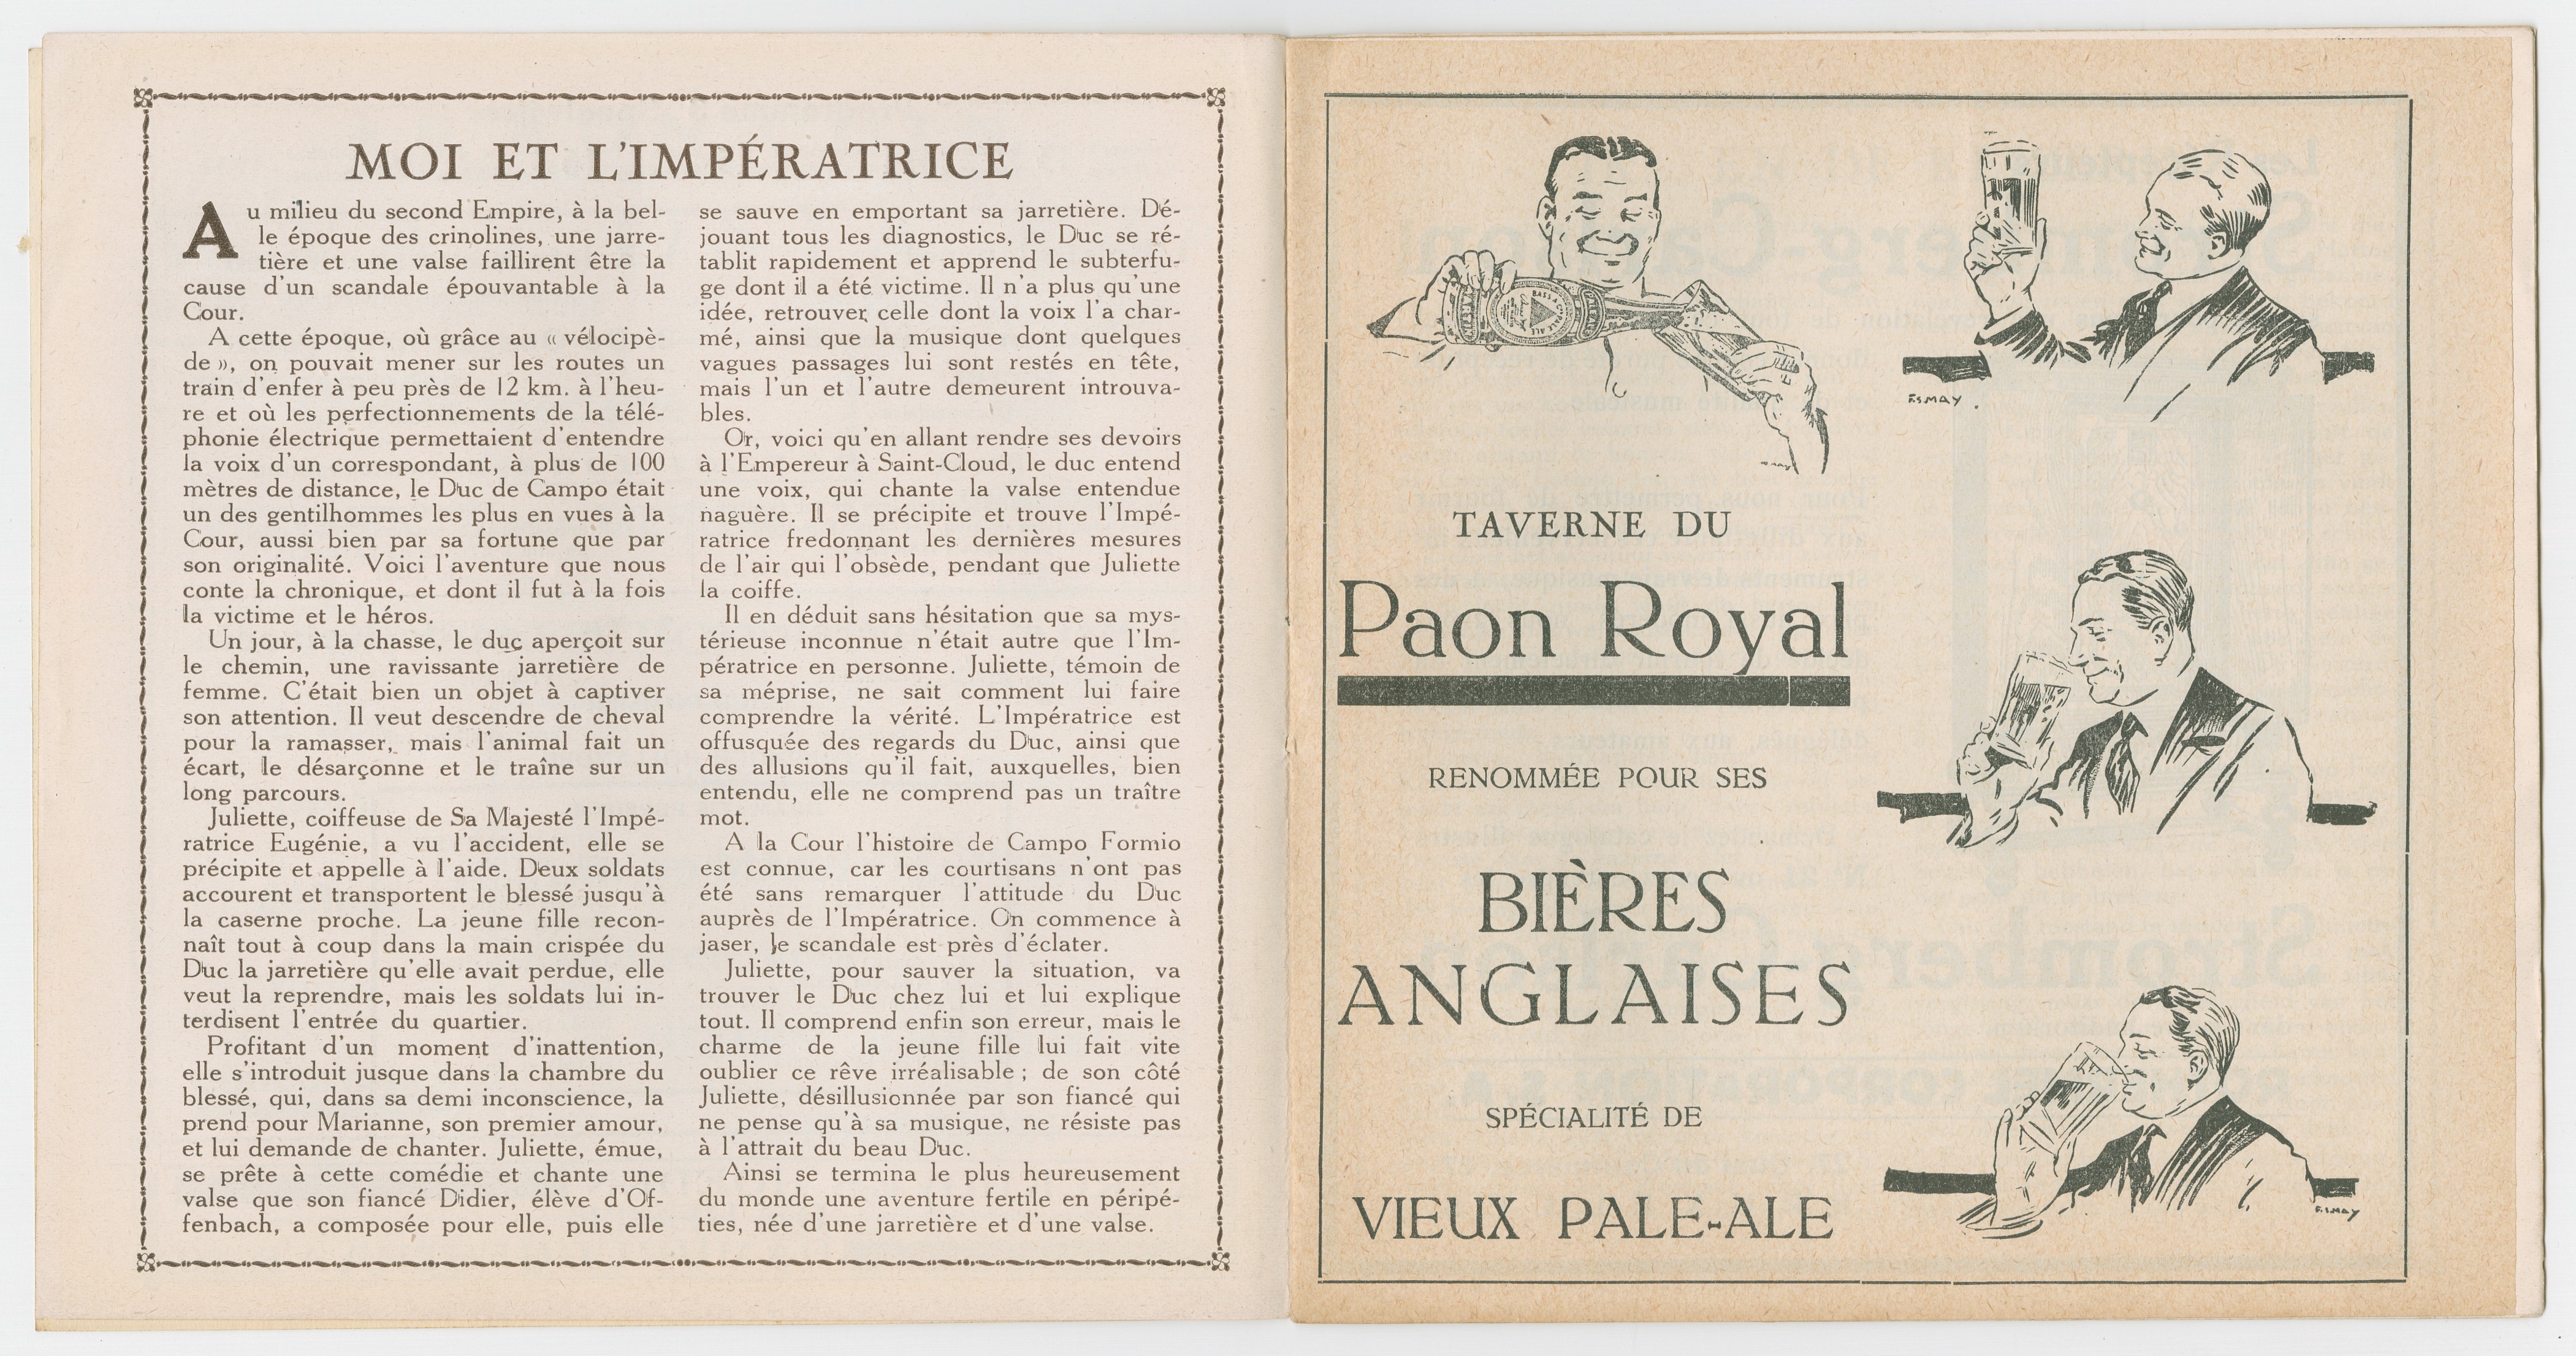 MOI ET L'IMPÉRATRICE
Au milieu du second Empire, à la bel-
le époque des crinolines, une jarre-
tière et une valse faillirent être la
cause d'un scandale épouvantable à la
Cour.
A cette époque, où grâce au « vélocipè-
de », on pouvait mener sur les routes un
train d'enfer à peu près de 12 km. à l'heu-
re et où les perfectionnements de la télé-
phonie électrique permettaient d'entendre
la voix d'un correspondant, à plus de 100
mètres de distance, le Duc de Campo était
un des gentilhommes les plus en vues à la
Cour, aussi bien par sa fortune que par
son originalité. Voici l'aventure que nous
conte la chronique, et dont il fut à la fois
la victime et le héros.
Un jour, à la chasse, le duc aperçoit sur
le chemin, une ravissante jarretière de
femme. C'était bien un objet à captiver
son attention. Il veut descendre de cheval
pour la ramasser, mais l'animal fait un
écart, le désarçonne et le traîne sur un
long parcours.
Juliette, coiffeuse de Sa Majesté l'Impé-
ratrice Eugénie, a vu l'accident, elle se
précipite et appelle à l'aide. Deux soldats
accourent et transportent le blessé jusqu'à
la caserne proche. La jeune fille recon-
naît tout à coup dans la main crispée du
Duc la jarretière qu'elle avait perdue, elle
veut la reprendre, mais les soldats lui in-
terdisent l'entrée du quartier.
Profitant d'un moment d'inattention,
elle s'introduit jusque dans la chambre du
blessé, qui, dans sa demi inconscience, la
prend pour Marianne, son premier amour,
et lui demande de chanter. Juliette, émue,
se prête à cette comédie et chante une
valse que son fiancé Didier, élève d'Of-
fenbach, a composée pour elle, puis elle
se sauve en emportant sa jarretière. Dé-
jouant tous les diagnostics, le Duc se ré-
tablit rapidement et apprend le subterfu-
ge dont il a été victime. Il n'a plus qu'une
idée, retrouver celle dont la voix l'a char-
mé, ainsi que la musique dont quelques
vagues passages lui sont restés en tête,
mais l'un et l'autre demeurent introuva-
bles.
Or, voici qu'en allant rendre ses devoirs
à l'Empereur à Saint-Cloud, le duc entend
une voix, qui chante la valse entendue
naguère. Il se précipite et trouve l'Impé-
ratrice fredonnant les dernières mesures
de l'air qui l'obsède, pendant que Juliette
la coiffe.
Il en déduit sans hésitation que sa mys-
térieuse inconnue n'était autre que l'Im-
pératrice en personne. Juliette, témoin de
sa méprise, ne sait comment lui faire
comprendre la vérité. L'Impératrice est
offusquée des regards du Duc, ainsi que
des allusions qu'il fait, auxquelles, bien
entendu, elle ne comprend pas un traître
mot.
A la Cour l'histoire de Campo Formio
est connue, car les courtisans n'ont pas
été sans remarquer l'attitude du Duc
auprès de l'Impératrice. On commence à
jaser, le scandale est près d'éclater.
Juliette, pour sauver la situation, va
trouver le Duc chez lui et lui explique
tout. Il comprend enfin son erreur, mais le
charme de la jeune fille lui fait vite
oublier ce rêve irréalisable ; de son côté
Juliette, désillusionnée par son fiancé qui
ne pense qu'à sa musique, ne résiste pas
à l'attrait du beau Duc.
Ainsi se termina le plus heureusement
du monde une aventure fertile en péripé-
ties, née d'une jarretière et d'une valse.
F.S. MAY.
TAVERNE DU
Paon Royal
RENOMMÉE POUR SES
BIÈRES
ANGLAISES
SPÉCIALITÉ DE
VIEUX PALE-ALE
F.S. MAY